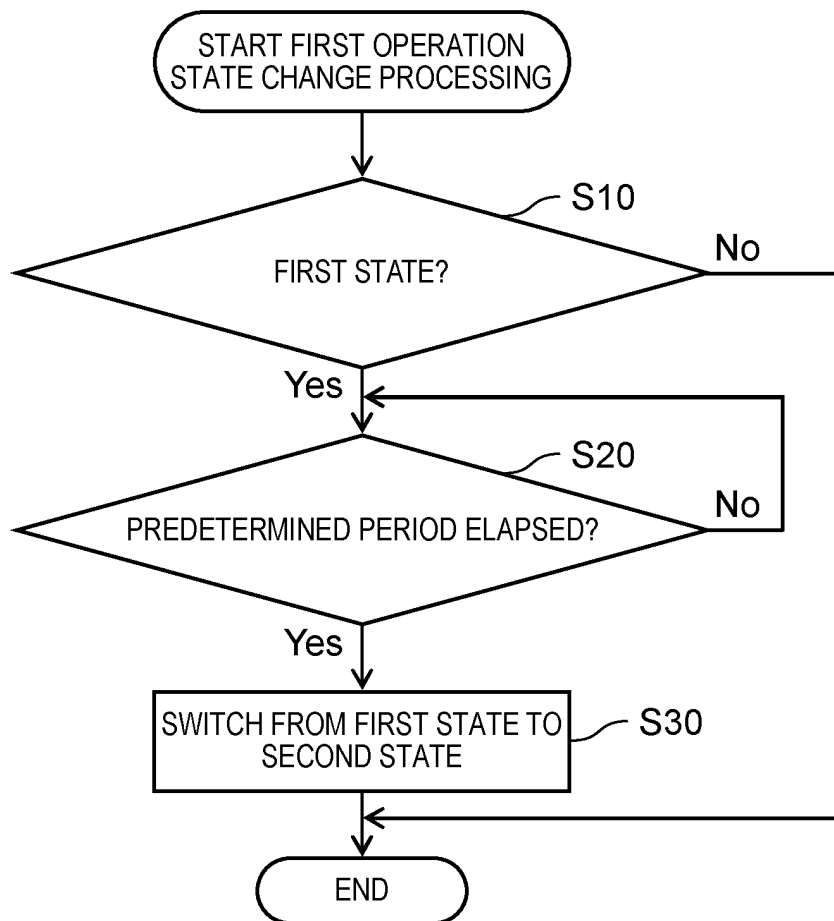 START FIRST OPERATION
STATE CHANGE PROCESSING
S10
FIRST STATE?
No
Yes
S20
PREDETERMINED PERIOD ELAPSED?
No
Yes
SWITCH FROM FIRST STATE TO
SECOND STATE
S30
END